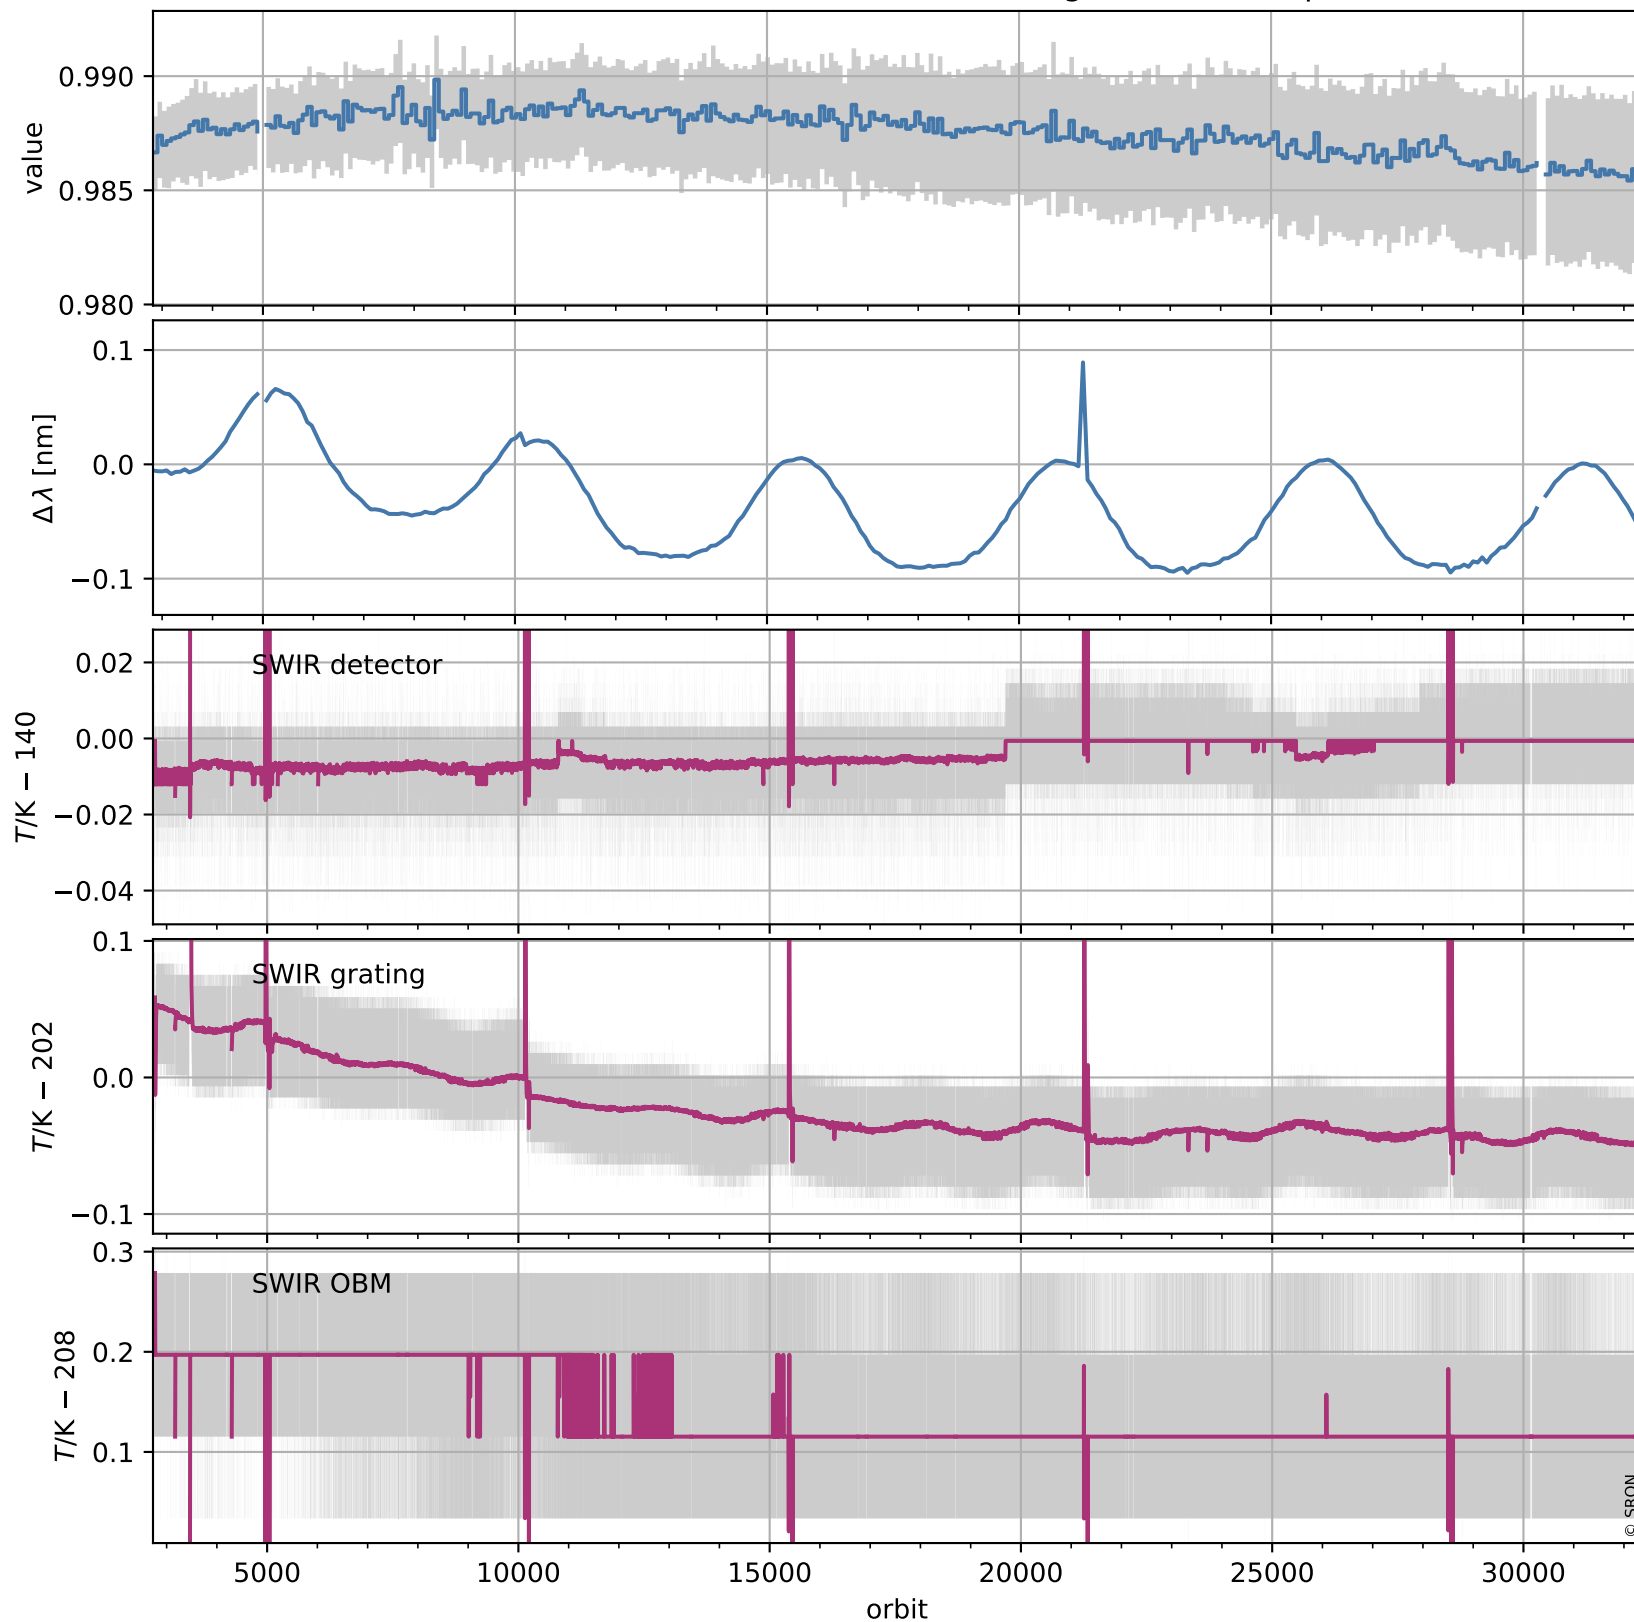 0.990
0.985
0.980
value
0.1
0.0
−0.1
Δλ [nm]
SWIR detector
0.02
0.00
−0.02
−0.04
T/K − 140
SWIR grating
0.1
0.0
−0.1
T/K − 202
SWIR OBM
0.3
0.2
0.1
T/K − 208
5000 10000 15000 20000 25000 30000
orbit
© SRON